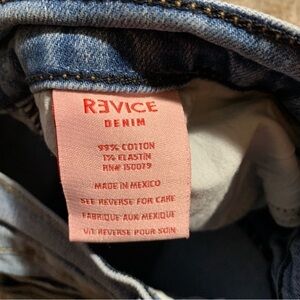 REVICE
DENIM
99% COTTON
1% ELASTIN
RN# 150079
MADE IN MEXICO
SEE REVERSE FOR CARE
FABRIQUE AUX MEXIQUE
VIT REVERSE POUR SOIN